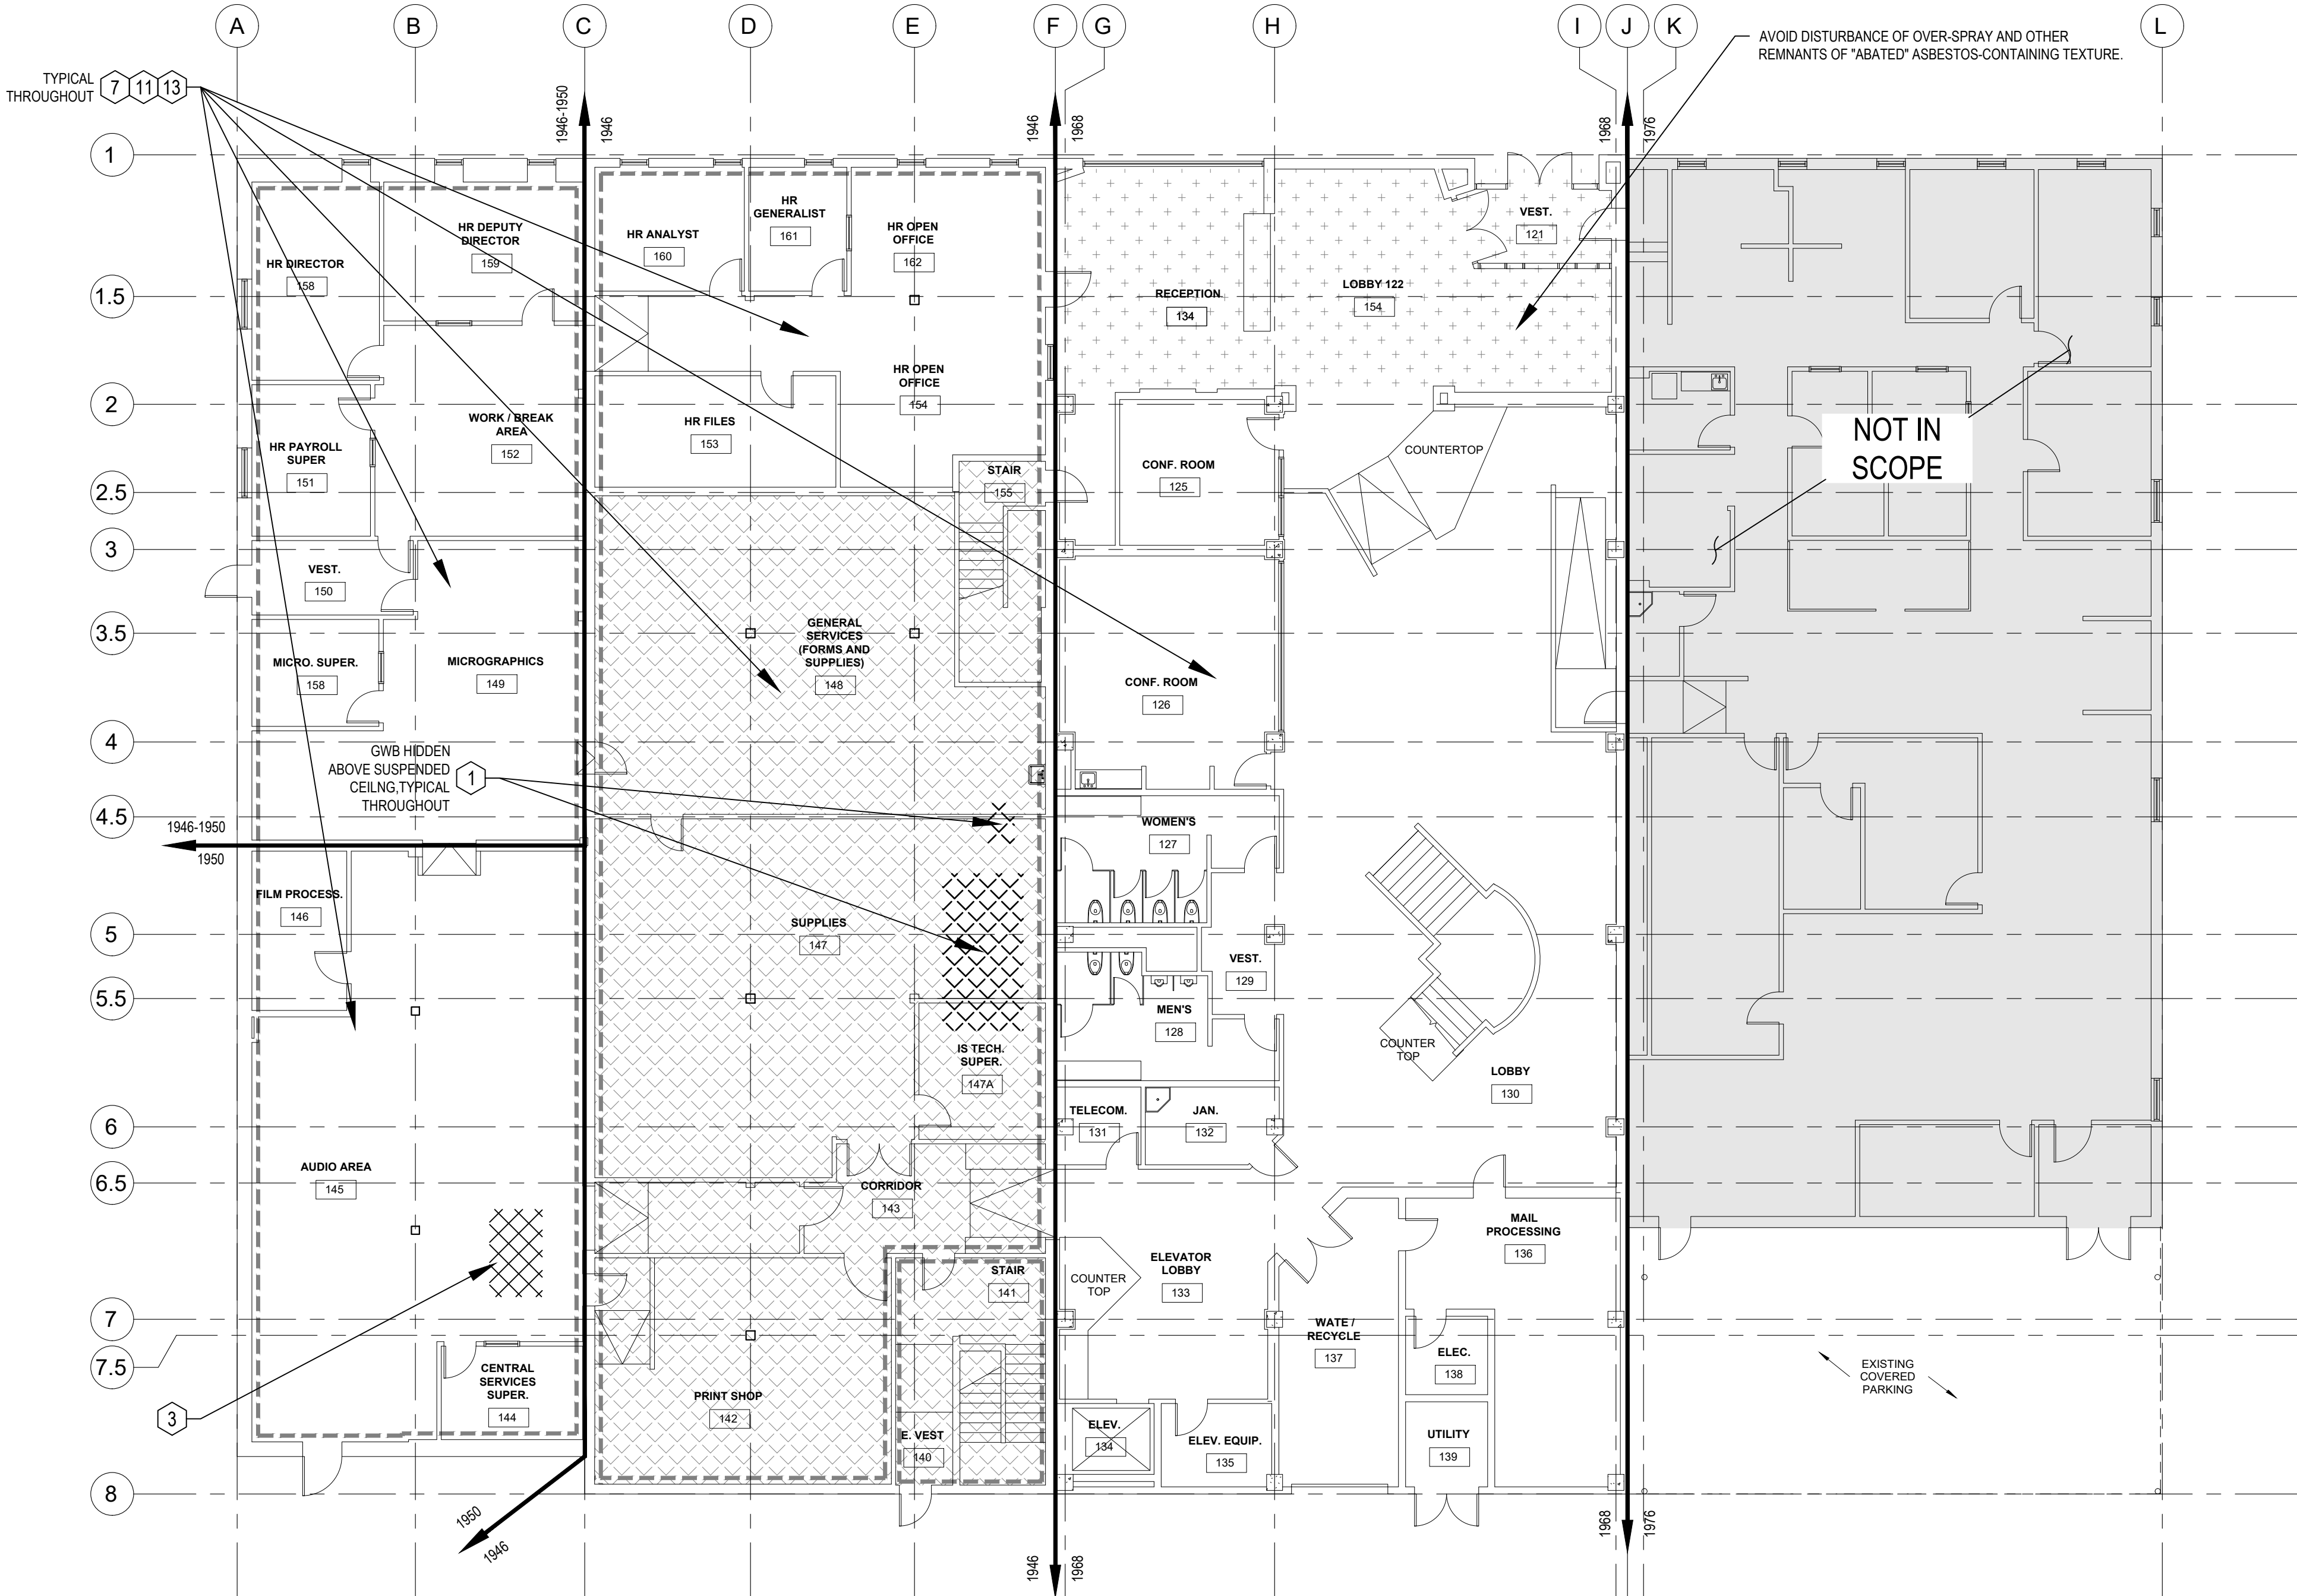 A
B
C
D
E
F
G
H
I
J
K
L
AVOID DISTURBANCE OF OVER-SPRAY AND OTHER
REMNANTS OF "ABATED" ASBESTOS-CONTAINING TEXTURE.
TYPICAL
THROUGHOUT
7
11
13
1946-1950
1946
1946
1968
1968
1976
1
1.5
2
2.5
3
3.5
4
4.5
5
5.5
6
6.5
7
7.5
8
HR DIRECTOR
158
HR DEPUTY
DIRECTOR
159
HR ANALYST
160
HR
GENERALIST
161
HR OPEN
OFFICE
162
RECEPTION
134
LOBBY 122
154
VEST.
121
HR OPEN
OFFICE
154
HR PAYROLL
SUPER
151
WORK / BREAK
AREA
152
HR FILES
153
STAIR
155
CONF. ROOM
125
COUNTERTOP
NOT IN
SCOPE
VEST.
150
MICRO. SUPER.
158
MICROGRAPHICS
149
GENERAL
SERVICES
(FORMS AND
SUPPLIES)
148
CONF. ROOM
126
GWB HIDDEN
ABOVE SUSPENDED
CEILNG,TYPICAL
THROUGHOUT
1
1946-1950
1950
WOMEN'S
127
FILM PROCESS.
146
SUPPLIES
147
VEST.
129
MEN'S
128
IS TECH.
SUPER.
147A
COUNTER
TOP
LOBBY
130
TELECOM.
131
JAN.
132
AUDIO AREA
145
CORRIDOR
143
MAIL
PROCESSING
136
STAIR
141
COUNTER
TOP
ELEVATOR
LOBBY
133
WATE /
RECYCLE
137
ELEC.
138
EXISTING
COVERED
PARKING
3
CENTRAL
SERVICES
SUPER.
144
PRINT SHOP
142
E. VEST
140
ELEV.
134
ELEV. EQUIP.
135
UTILITY
139
1950
1946
1946
1968
1968
1976